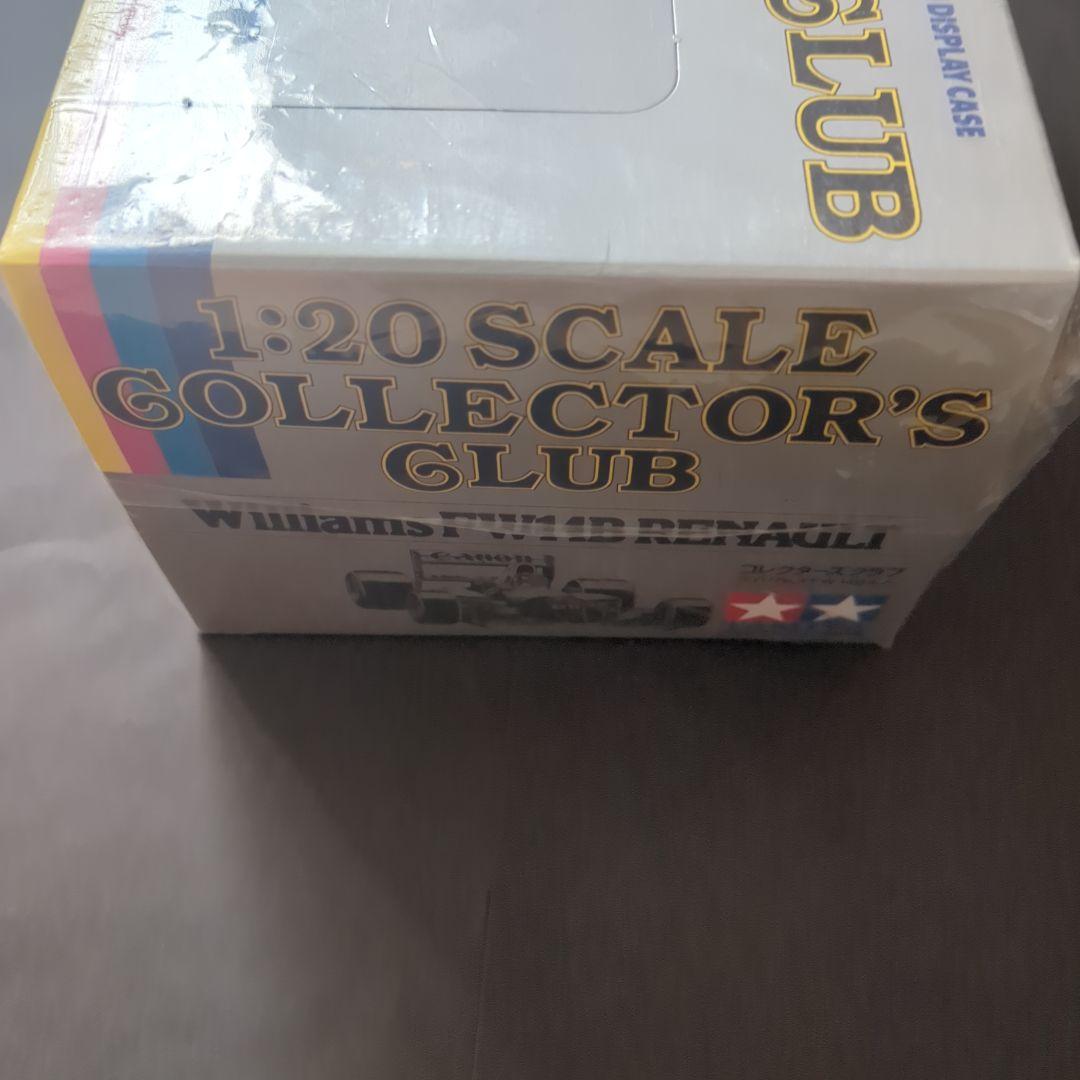 CLUB
DISPLAY CASE
1:20 SCALE
COLLECTOR'S
CLUB
Williams FW14B RENAULT
Canon
コレクターズクラブ